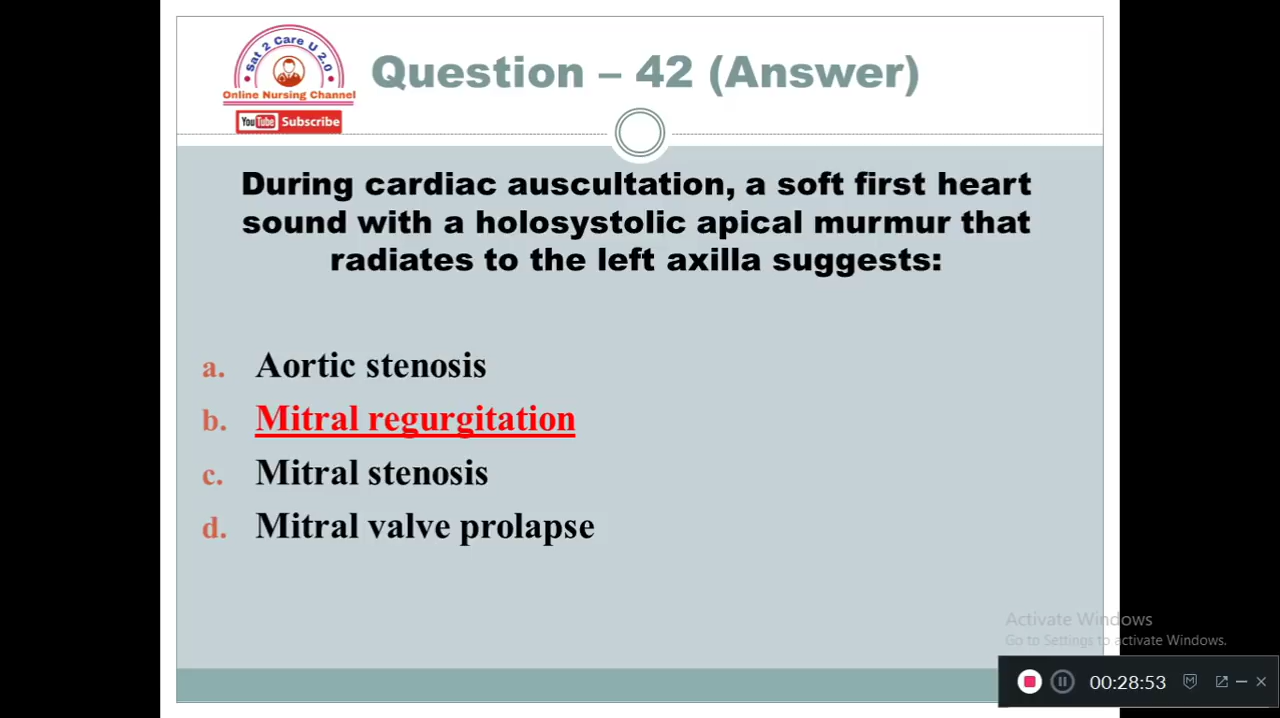 Sat 2 Care U 2.0
Online Nursing Channel
YouTube Subscribe
Question – 42 (Answer)
During cardiac auscultation, a soft first heart
sound with a holosystolic apical murmur that
radiates to the left axilla suggests:
a. Aortic stenosis
b. Mitral regurgitation
c. Mitral stenosis
d. Mitral valve prolapse
Activate Windows
Go to Settings to activate Windows.
00:28:53